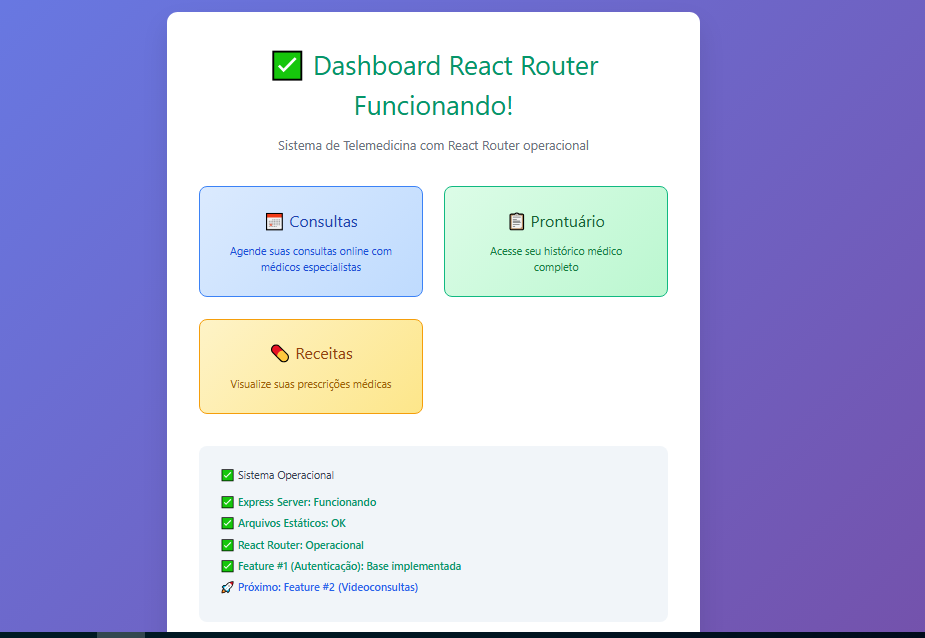 ✅ Dashboard React Router
Funcionando!
Sistema de Telemedicina com React Router operacional
📅 Consultas
Agende suas consultas online com
médicos especialistas
📋 Prontuário
Acesse seu histórico médico
completo
💊 Receitas
Visualize suas prescrições médicas
✅ Sistema Operacional
✅ Express Server: Funcionando
✅ Arquivos Estáticos: OK
✅ React Router: Operacional
✅ Feature #1 (Autenticação): Base implementada
🚀 Próximo: Feature #2 (Videoconsultas)